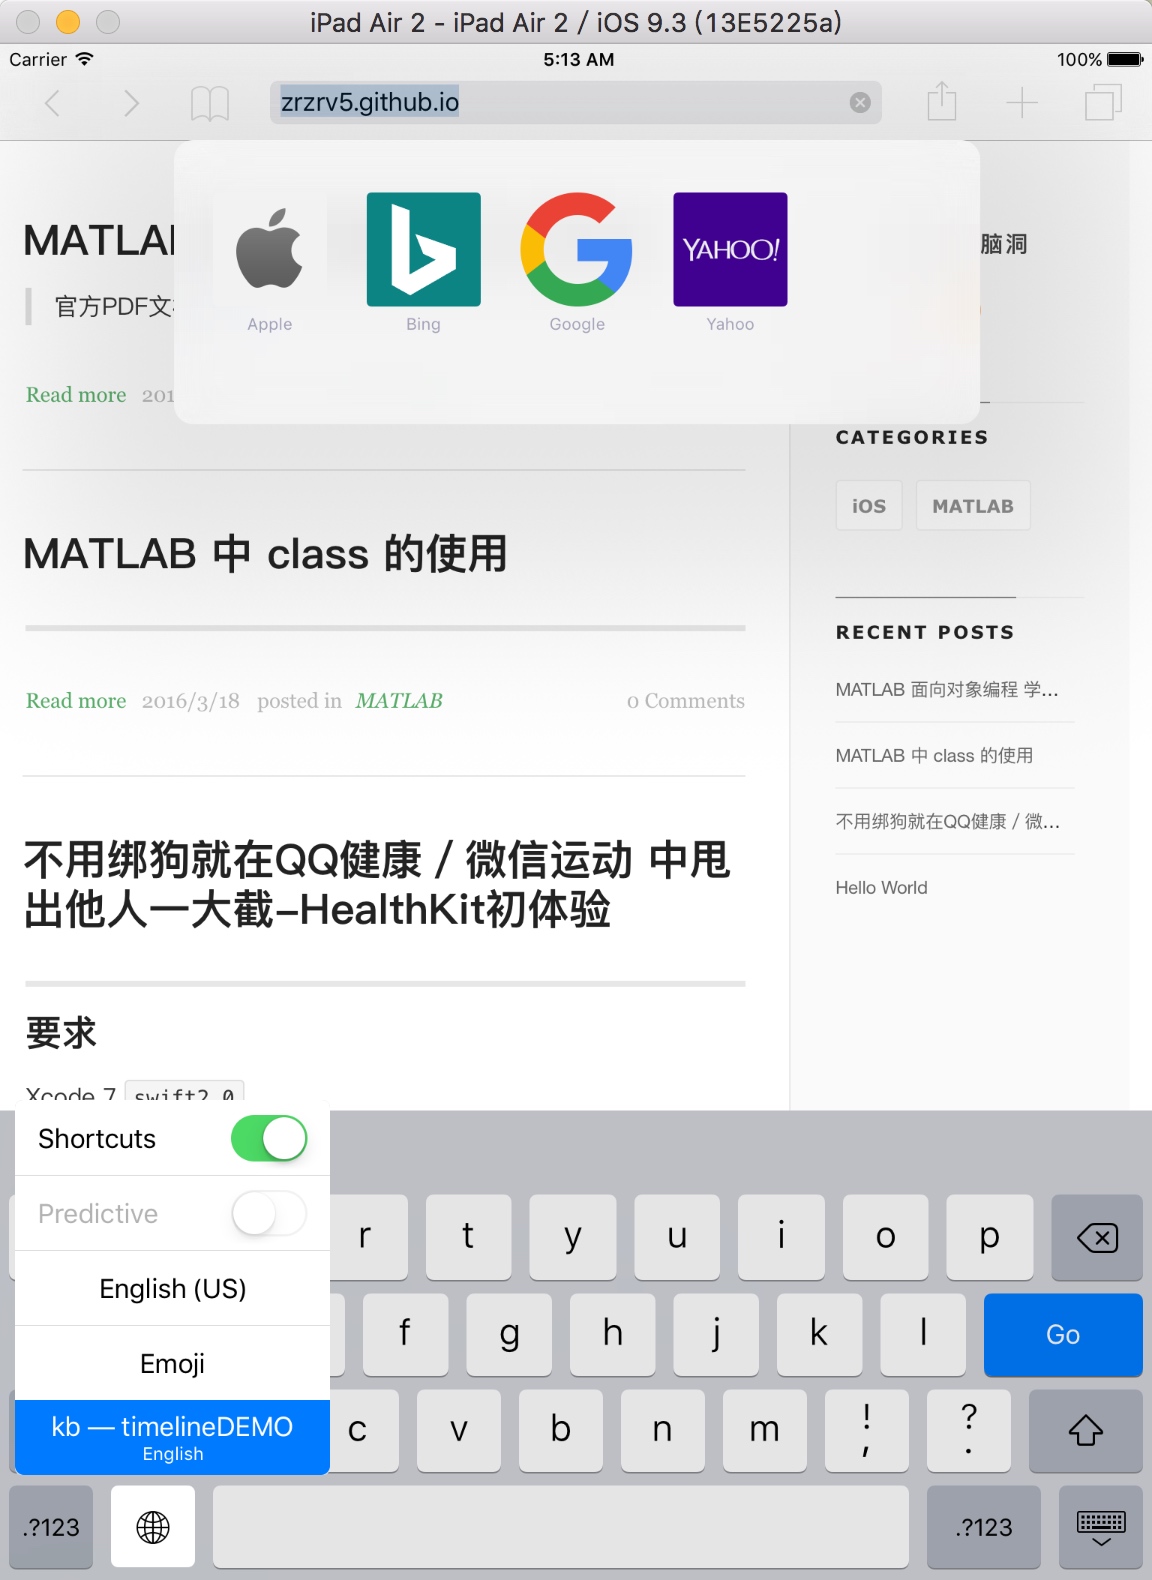 iPad Air 2 - iPad Air 2 / iOS 9.3 (13E5225a)
Carrier 5:13 AM 100%
zrzrv5.github.io
YAHOO!
Apple Bing Google Yahoo
脑洞
官方PDF文
Read more 201
CATEGORIES
iOS MATLAB
MATLAB 中 class 的使用
Read more 2016/3/18 posted in MATLAB 0 Comments
RECENT POSTS
MATLAB 面向对象编程 学...
MATLAB 中 class 的使用
不用绑狗就在QQ健康 / 微...
Hello World
不用绑狗就在QQ健康 / 微信运动 中甩
出他人一大截–HealthKit初体验
要求
Xcode 7 swift2.0
Shortcuts
Predictive
English (US)
Emoji
kb — timelineDEMO
English
r t y u i o p
f g h j k l Go
c v b n m ! , ? .
.?123 .?123